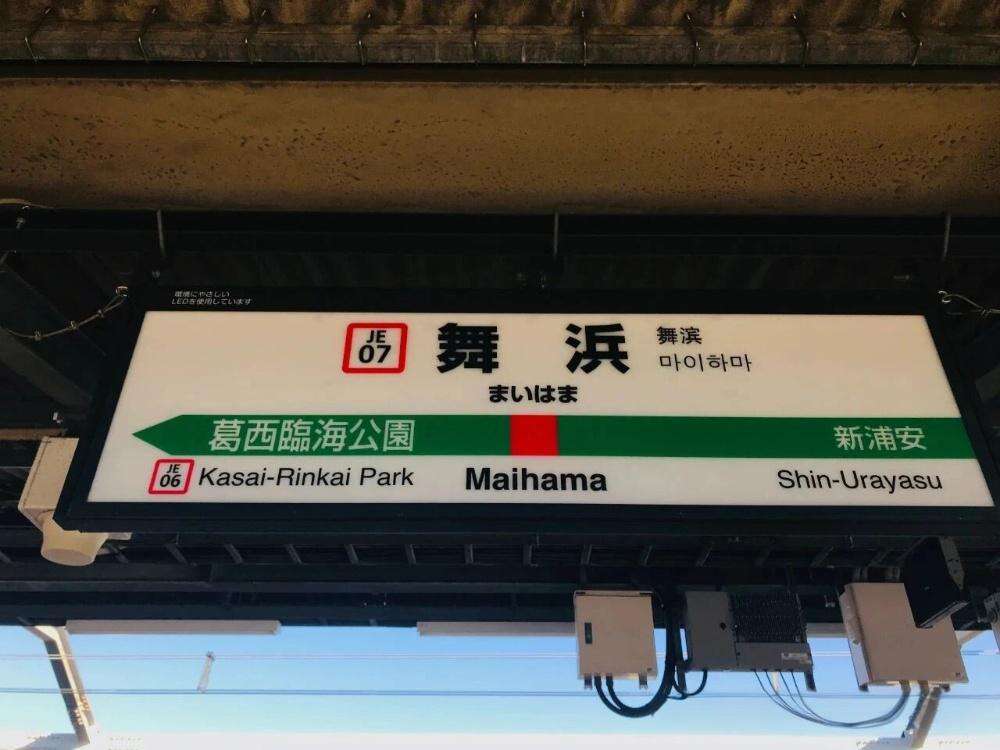 環境にやさしい
LEDを使用しています
JE
07
舞浜
舞滨
마이하마
まいはま
葛西臨海公園
新浦安
JE
06
Kasai-Rinkai Park
Maihama
Shin-Urayasu